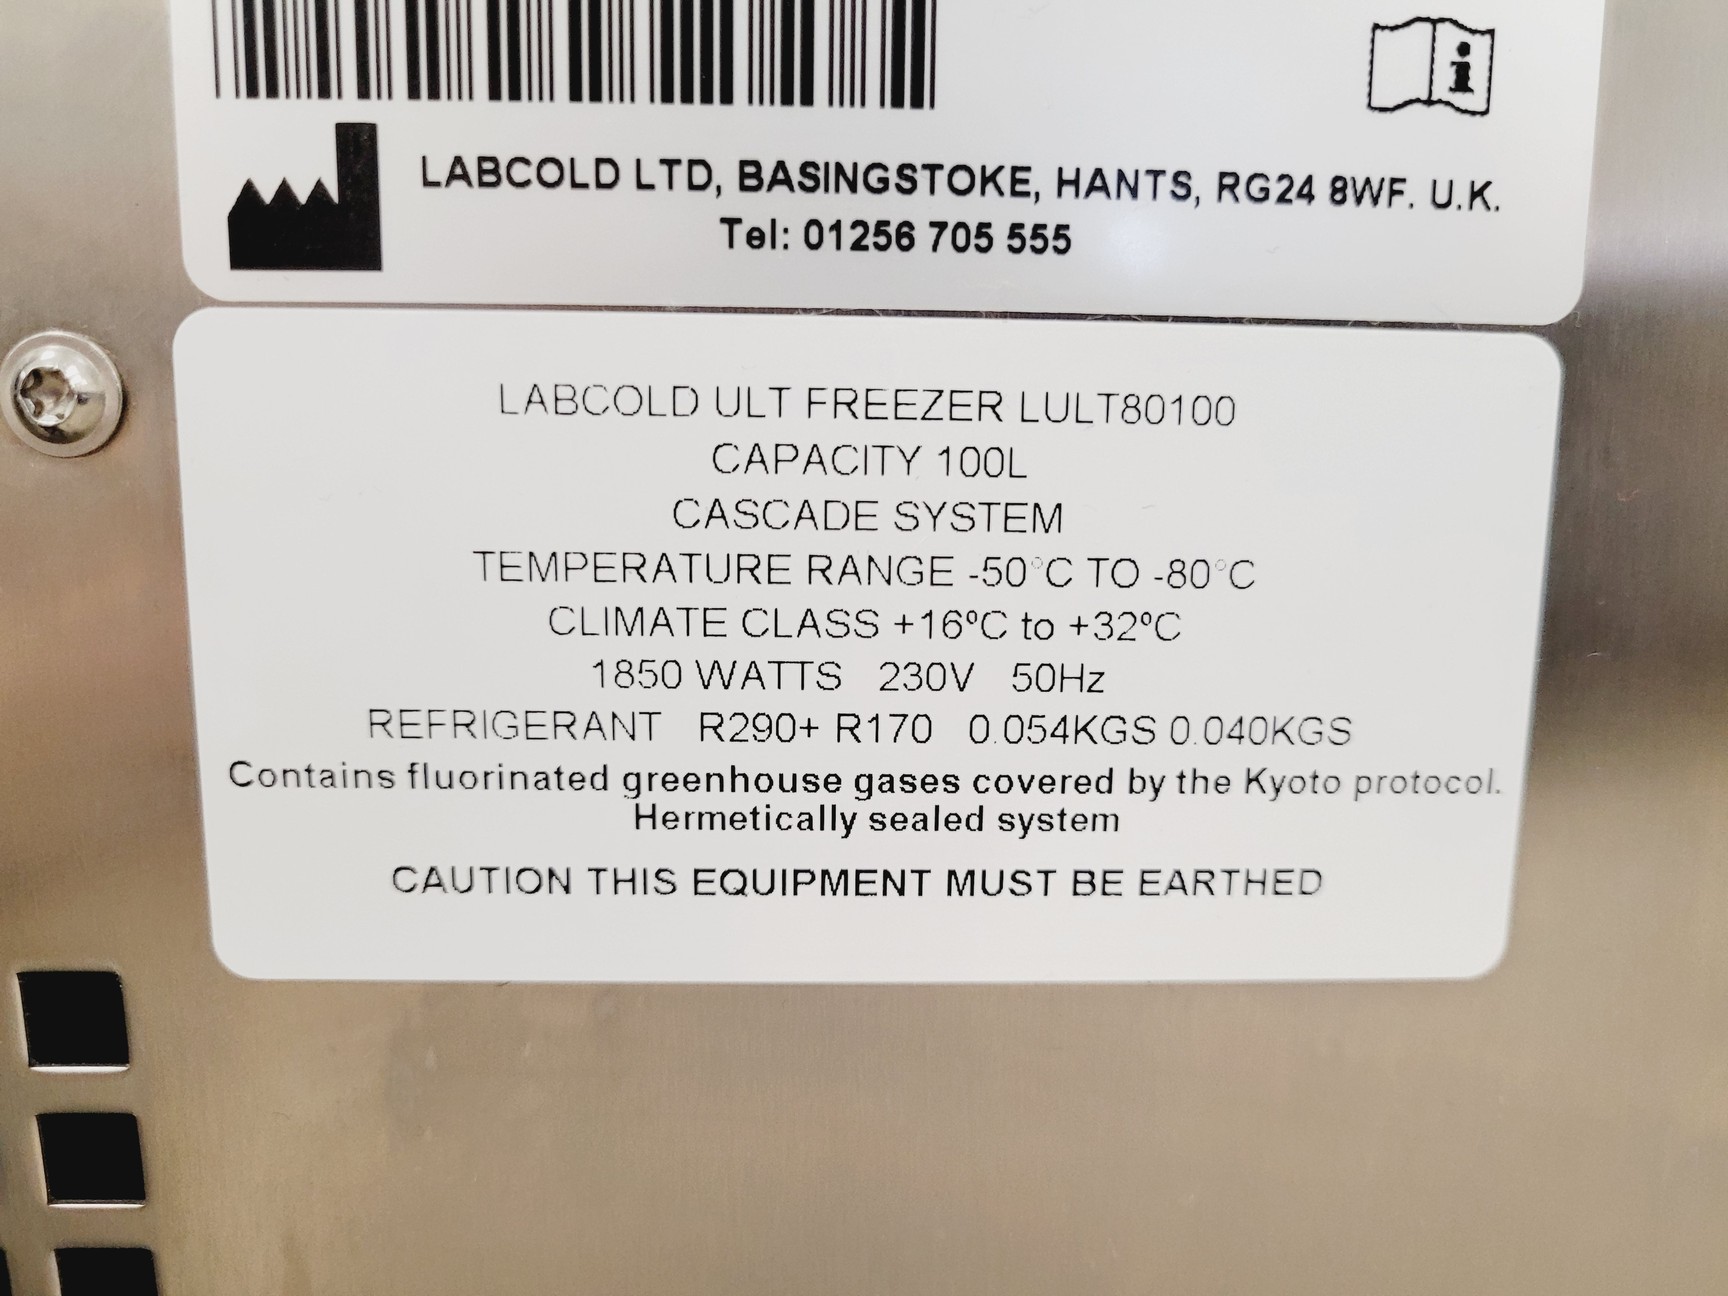 LABCOLD LTD, BASINGSTOKE, HANTS, RG24 8WF. U.K.
Tel: 01256 705 555
LABCOLD ULT FREEZER LULT80100
CAPACITY 100L
CASCADE SYSTEM
TEMPERATURE RANGE -50°C TO -80°C
CLIMATE CLASS +16ºC to +32ºC
1850 WATTS 230V 50Hz
REFRIGERANT R290+ R170 0.054KGS 0.040KGS
Contains fluorinated greenhouse gases covered by the Kyoto protocol.
Hermetically sealed system
CAUTION THIS EQUIPMENT MUST BE EARTHED